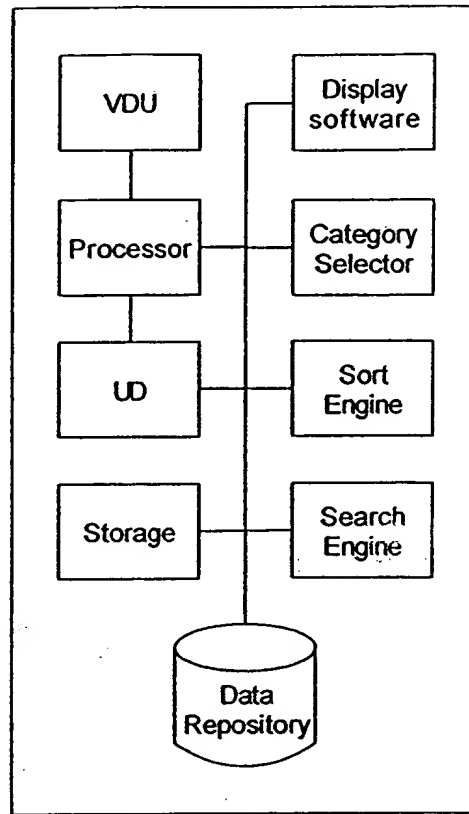 VDU
Display
software
Processor
Category
Selector
UD
Sort
Engine
Storage
Search
Engine
Data
Repository